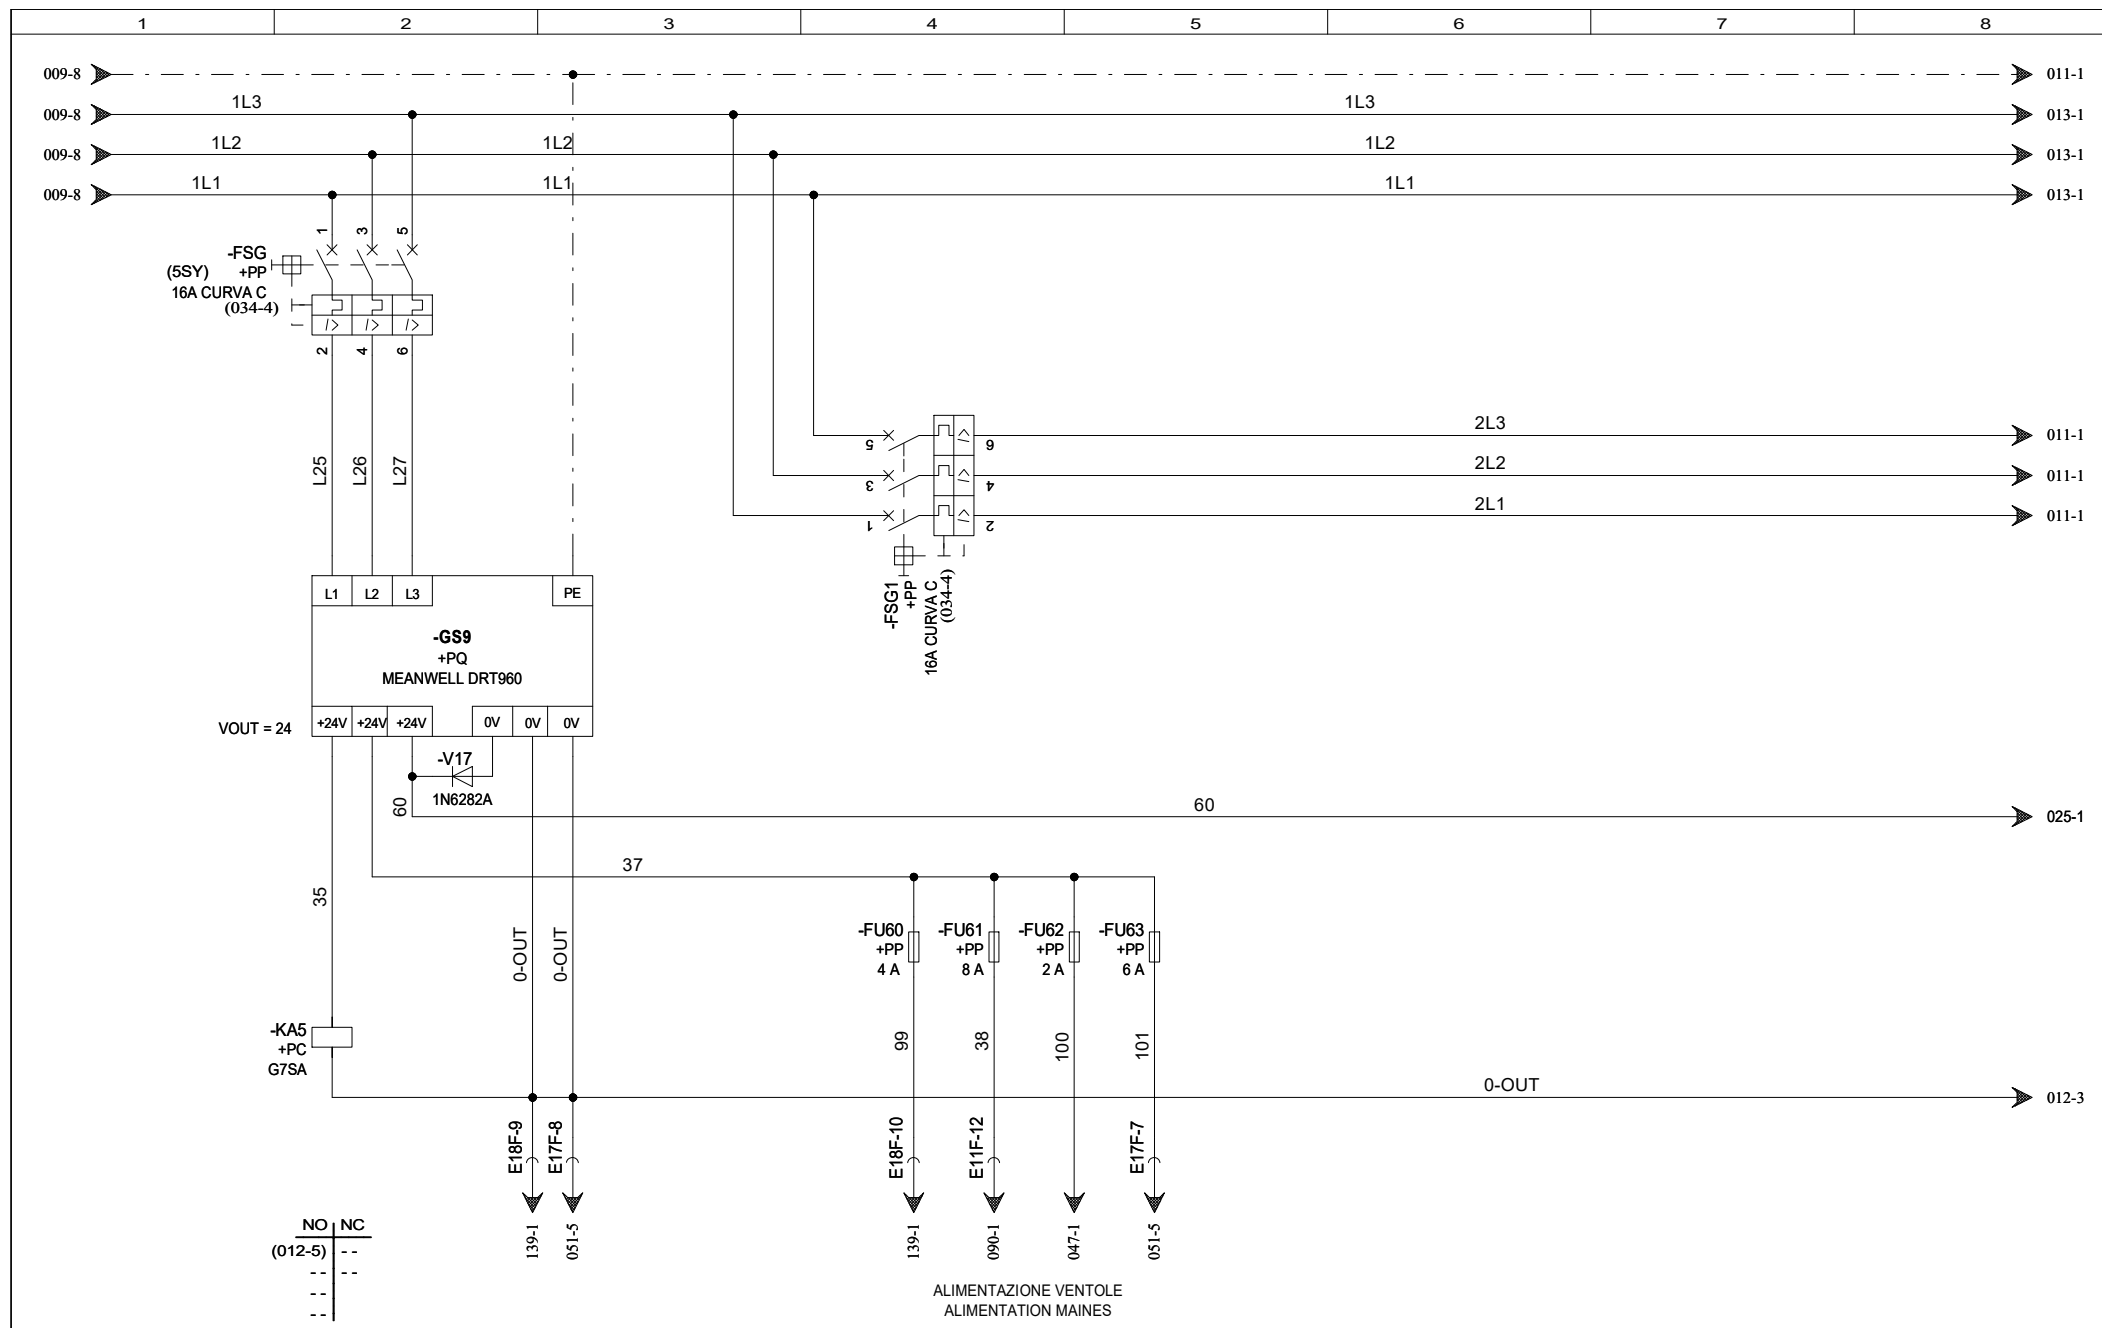 1 2 3 4 5 6 7 8
009-8 011-1
009-8 1L3 1L3 013-1
009-8 1L2 1L2 1L2 013-1
009-8 1L1 1L1 1L1 013-1
1 3 5
-FSG
(5SY) +PP
16A CURVA C
(034-4)
2 4 6
L25 L26 L27
5 6 2L3 011-1
3 4 2L2 011-1
1 2 2L1 011-1
-FSG1
+PP
16A CURVA C
(034-4)
L1 L2 L3 PE
-GS9
+PQ
MEANWELL DRT960
VOUT = 24 +24V +24V +24V 0V 0V 0V
-V17
1N6282A
60 60 025-1
37
35
0-OUT 0-OUT
-FU60 -FU61 -FU62 -FU63
+PP +PP +PP +PP
4 A 8 A 2 A 6 A
-KA5
+PC
G7SA
99 38 100 101
0-OUT 012-3
E18F-9 E17F-8 E18F-10 E11F-12 E17F-7
139-1 051-5 139-1 090-1 047-1 051-5
NO NC
(012-5) --
-- --
--
--
ALIMENTAZIONE VENTOLE
ALIMENTATION MAINES